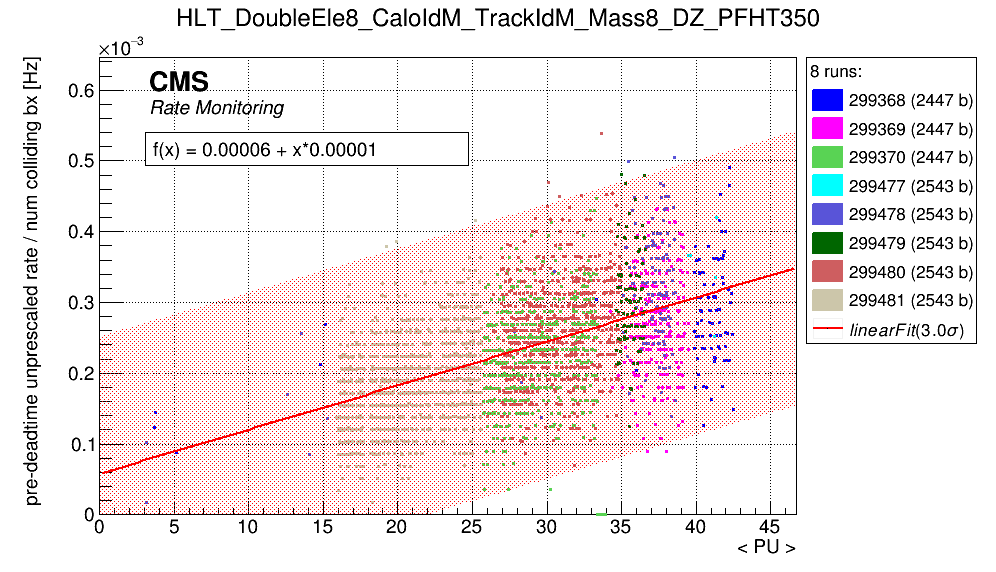 HLT_DoubleEle8_CaloIdM_TrackIdM_Mass8_DZ_PFHT350
×10⁻³
CMS
Rate Monitoring
f(x) = 0.00006 + x*0.00001
pre-deadtime unprescaled rate / num colliding bx [Hz]
0.6
0.5
0.4
0.3
0.2
0.1
0
0 5 10 15 20 25 30 35 40 45
< PU >
8 runs:
299368 (2447 b)
299369 (2447 b)
299370 (2447 b)
299477 (2543 b)
299478 (2543 b)
299479 (2543 b)
299480 (2543 b)
299481 (2543 b)
linearFit(3.0σ)